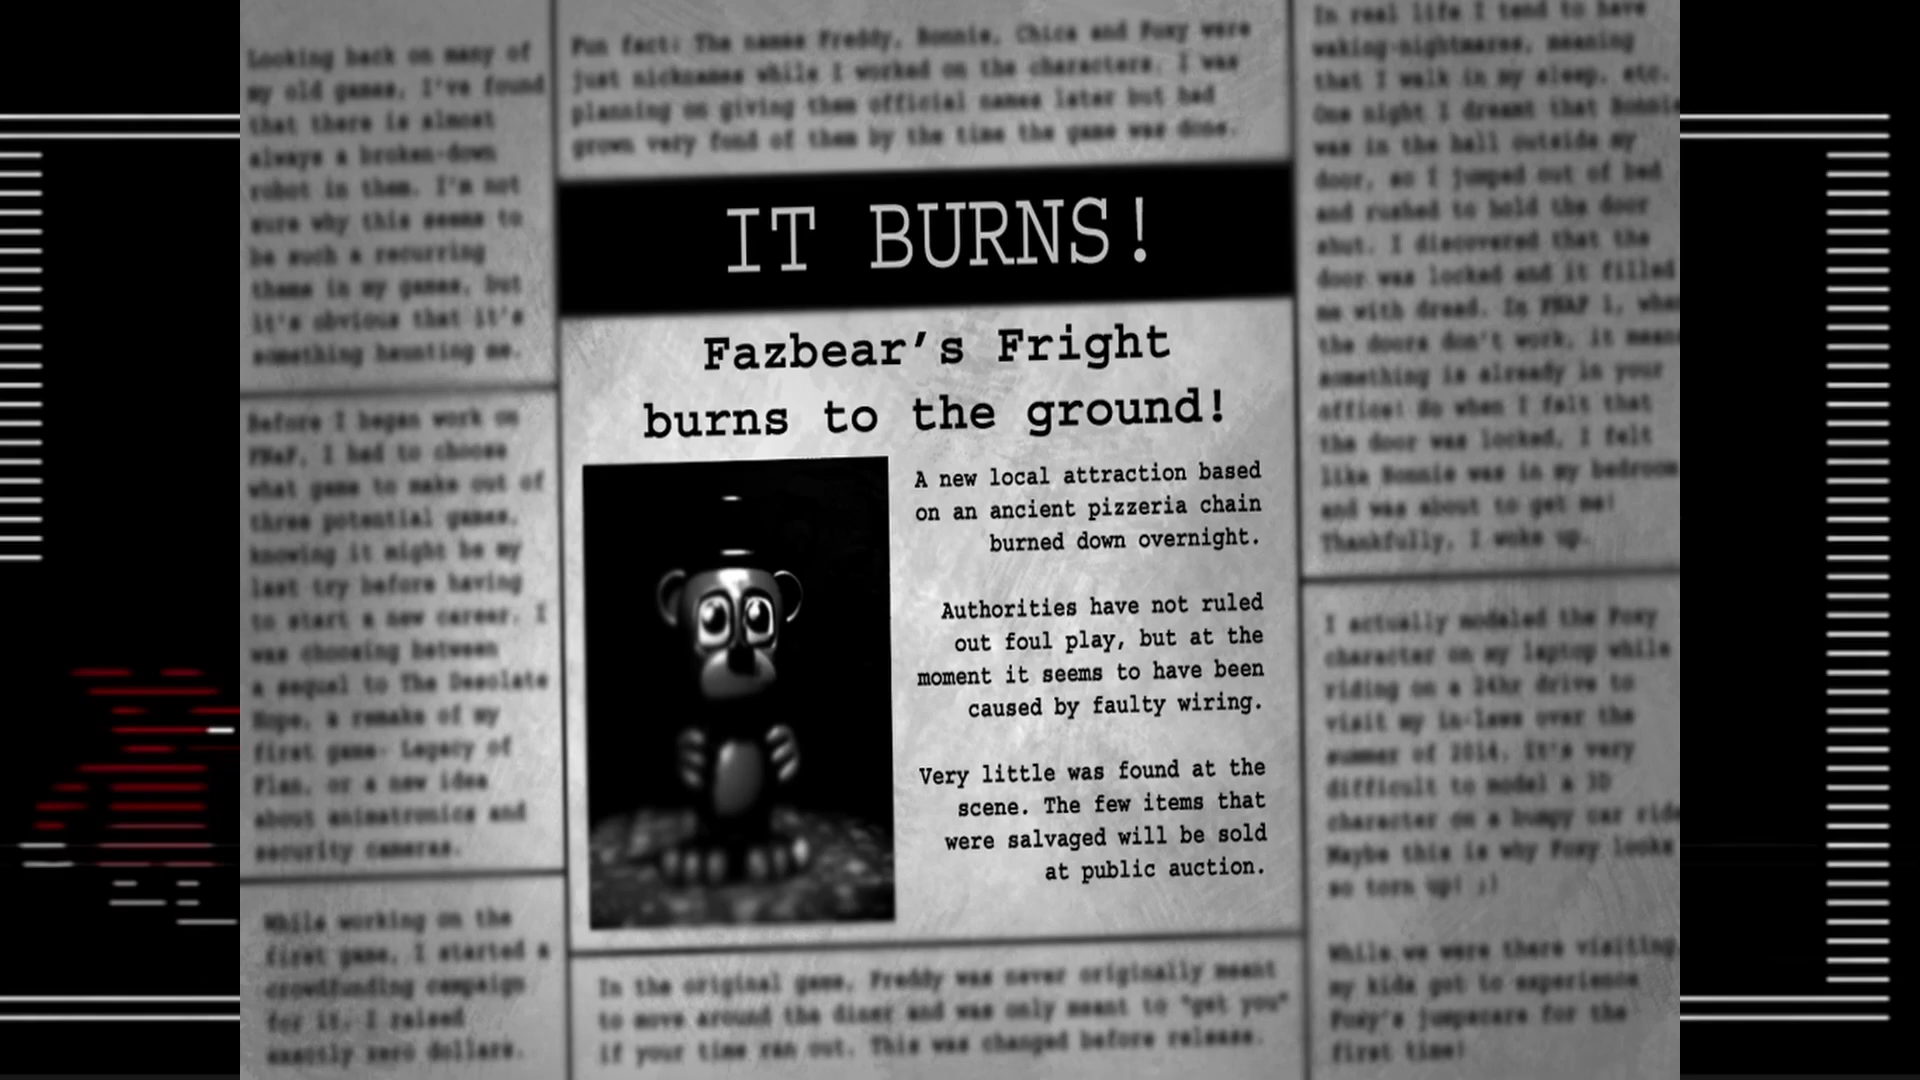 Looking back on many of
my old games, I've found
that there is almost
always a broken-down
robot in them. I'm not
sure why this seems to
be such a recurring
theme in my games, but
it's obvious that it's
something haunting me.
Before I began work on
FNaF, I had to choose
what game to make out of
three potential games,
knowing it might be my
last try before having
to start a new career. I
was choosing between
a sequel to The Desolate
Hope, a remake of my
first game- Legacy of
Flan, or a new idea
about animatronics and
security cameras.
While working on the
first game, I started a
crowdfunding campaign
for it. I raised
exactly zero dollars.
Fun fact: The names Freddy, Bonnie, Chica and Foxy were
just nicknames while I worked on the characters. I was
planning on giving them official names later but had
grown very fond of them by the time the game was done.
IT BURNS!
Fazbear's Fright
burns to the ground!
A new local attraction based
on an ancient pizzeria chain
burned down overnight.
Authorities have not ruled
out foul play, but at the
moment it seems to have been
caused by faulty wiring.
Very little was found at the
scene. The few items that
were salvaged will be sold
at public auction.
In the original game, Freddy was never originally meant
to move around the diner and was only meant to "get you"
if your time ran out. This was changed before release.
In real life I tend to have
waking-nightmares, meaning
that I walk in my sleep, etc.
One night I dreamt that Bonnie
was in the hall outside my
door, so I jumped out of bed
and rushed to hold the door
shut. I discovered that the
door was locked and it filled
me with dread. In FNAF 1, when
the doors don't work, it means
something is already in your
office! So when I felt that
the door was locked, I felt
like Bonnie was in my bedroom
and was about to get me!
Thankfully, I woke up.
I actually modeled the Foxy
character on my laptop while
riding on a 24hr drive to
visit my in-laws over the
summer of 2014. It's very
difficult to model a 3D
character on a bumpy car ride
Maybe this is why Foxy looks
so torn up! ;)
While we were there visiting,
my kids got to experience
Foxy's jumpscare for the
first time!